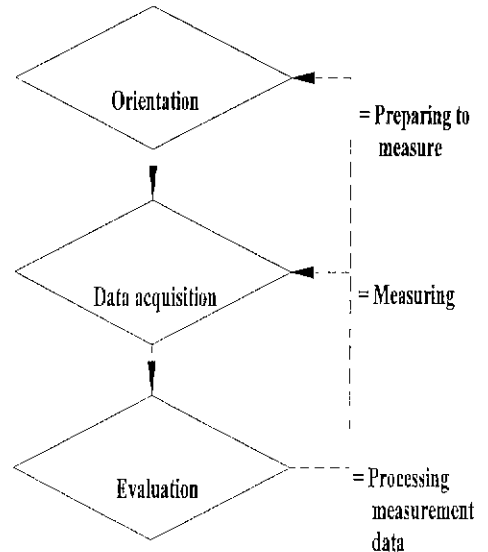 Orientation
= Preparing to
measure
Data acquisition
= Measuring
Evaluation
= Processing
measurement
data